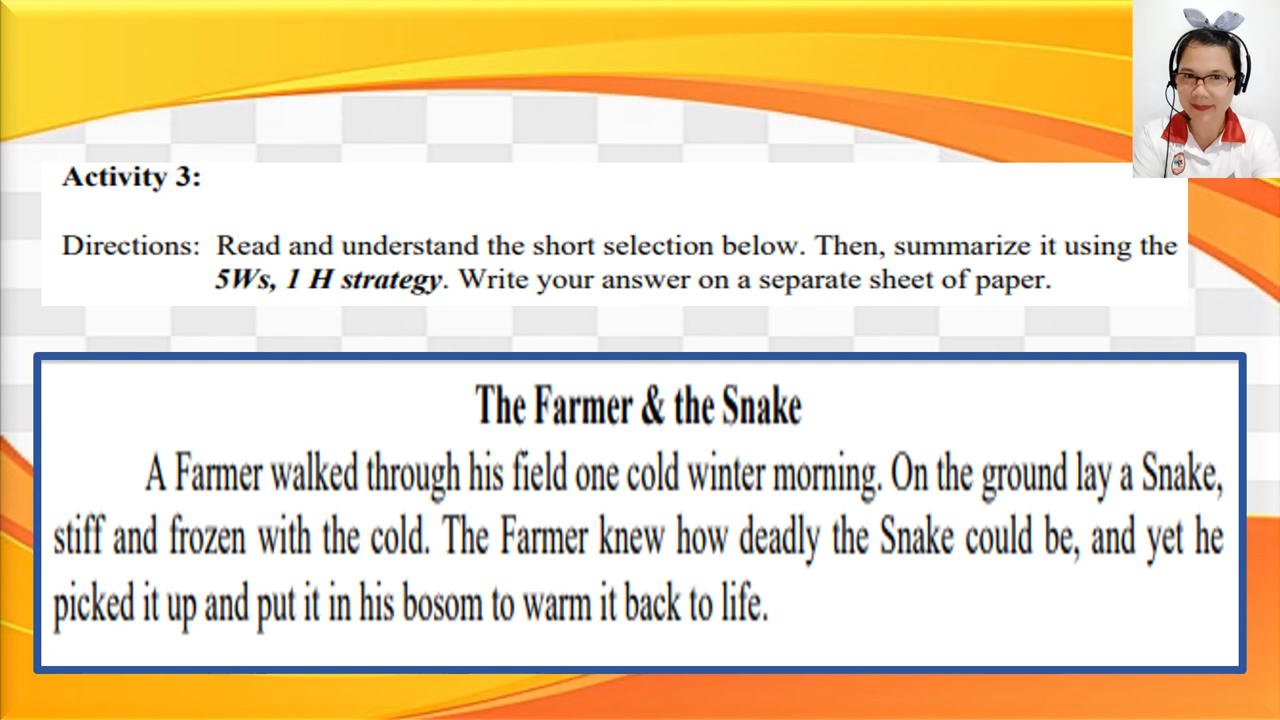 Activity 3:
Directions: Read and understand the short selection below. Then, summarize it using the
5Ws, 1 H strategy. Write your answer on a separate sheet of paper.
The Farmer & the Snake
A Farmer walked through his field one cold winter morning. On the ground lay a Snake,
stiff and frozen with the cold. The Farmer knew how deadly the Snake could be, and yet he
picked it up and put it in his bosom to warm it back to life.